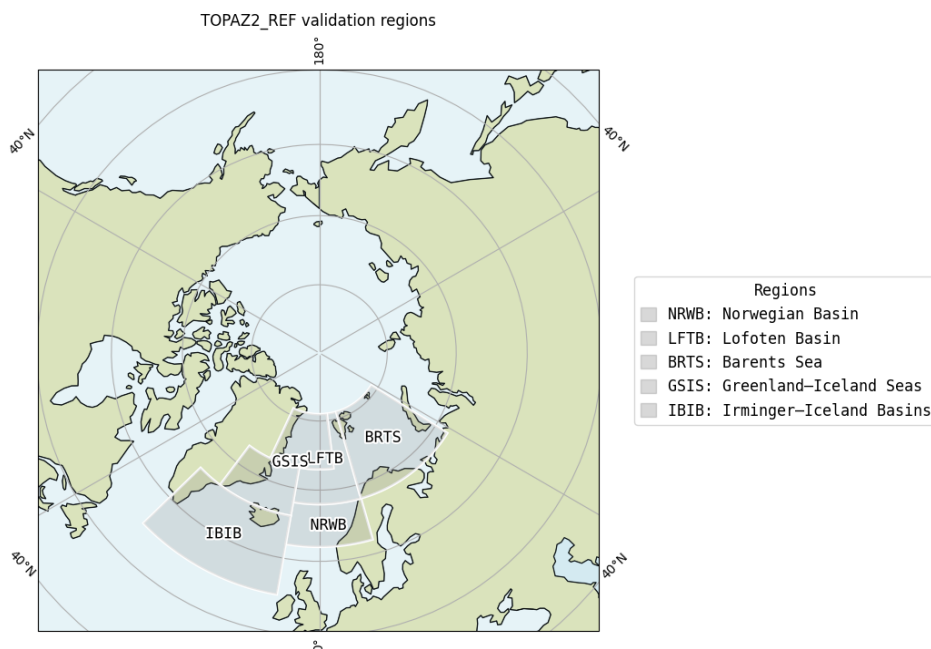 TOPAZ2_REF validation regions
180°
40°N
40°N
Regions
NRWB: Norwegian Basin
LFTB: Lofoten Basin
BRTS: Barents Sea
GSIS: Greenland–Iceland Seas
IBIB: Irminger–Iceland Basins
BRTS
GSIS
LFTB
NRWB
IBIB
40°N
40°N